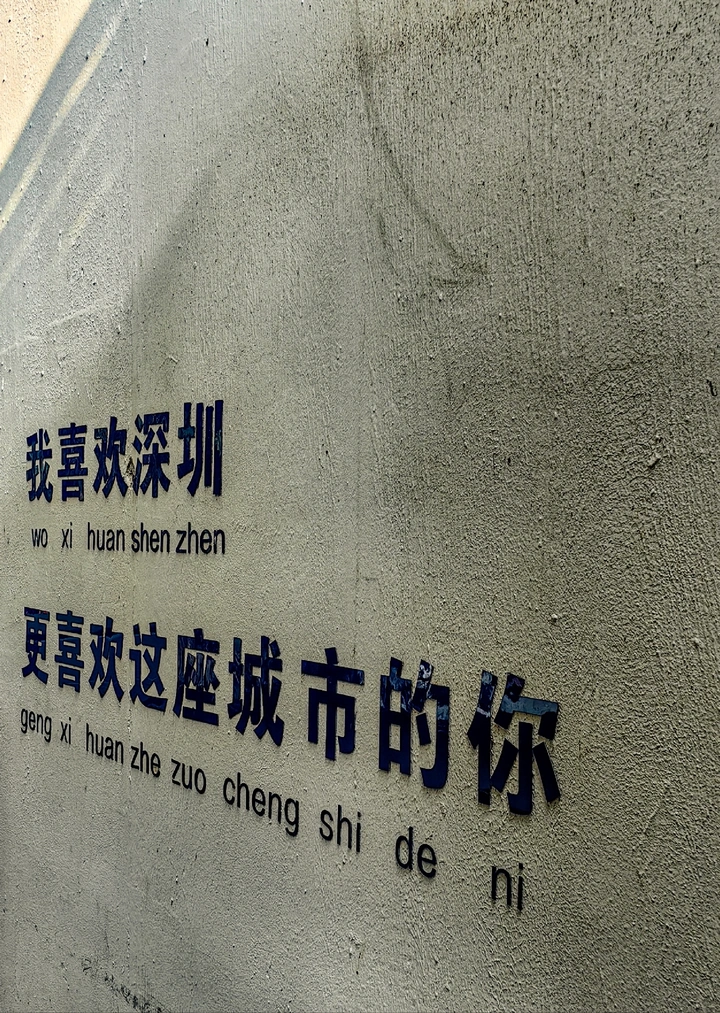 我喜欢深圳
wo xi huan shen zhen
更喜欢这座城市的你
geng xi huan zhe zuo cheng shi de ni